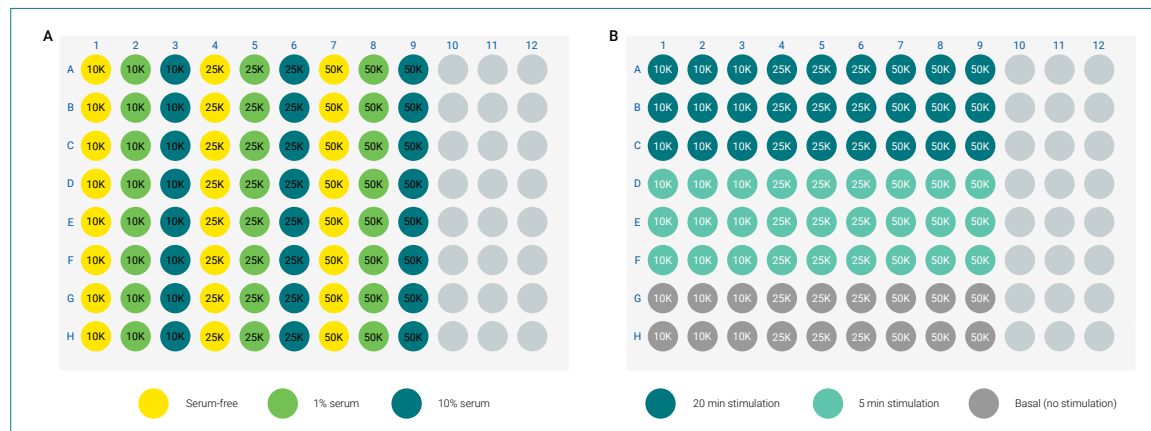 A
B
1 2 3 4 5 6 7 8 9 10 11 12
1 2 3 4 5 6 7 8 9 10 11 12
A 10K 10K 10K 25K 25K 25K 50K 50K 50K
A 10K 10K 10K 25K 25K 25K 50K 50K 50K
B 10K 10K 10K 25K 25K 25K 50K 50K 50K
B 10K 10K 10K 25K 25K 25K 50K 50K 50K
C 10K 10K 10K 25K 25K 25K 50K 50K 50K
C 10K 10K 10K 25K 25K 25K 50K 50K 50K
D 10K 10K 10K 25K 25K 25K 50K 50K 50K
D 10K 10K 10K 25K 25K 25K 50K 50K 50K
E 10K 10K 10K 25K 25K 25K 50K 50K 50K
E 10K 10K 10K 25K 25K 25K 50K 50K 50K
F 10K 10K 10K 25K 25K 25K 50K 50K 50K
F 10K 10K 10K 25K 25K 25K 50K 50K 50K
G 10K 10K 10K 25K 25K 25K 50K 50K 50K
G 10K 10K 10K 25K 25K 25K 50K 50K 50K
H 10K 10K 10K 25K 25K 25K 50K 50K 50K
H 10K 10K 10K 25K 25K 25K 50K 50K 50K
Serum-free 1% serum 10% serum
20 min stimulation 5 min stimulation Basal (no stimulation)